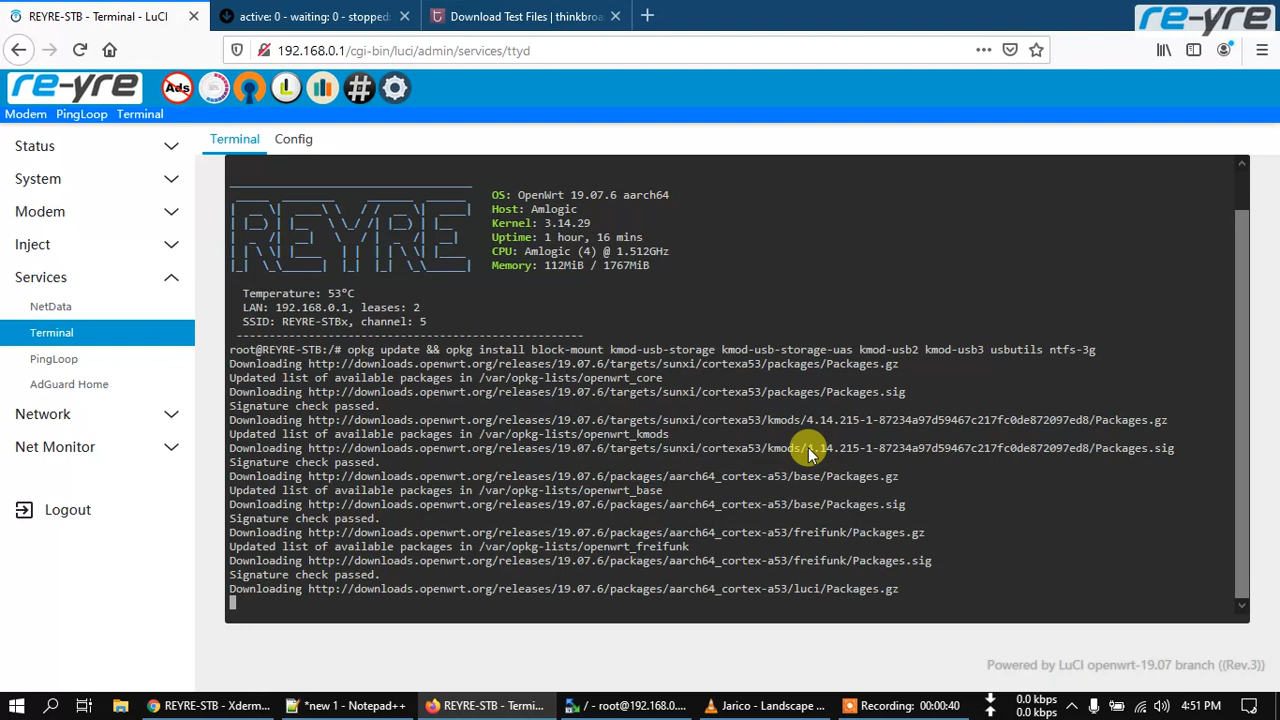 REYRE-STB - Terminal - LuCI
active: 0 - waiting: 0 - stopped:
Download Test Files | thinkbroa
re-yre
192.168.0.1/cgi-bin/luci/admin/services/ttyd
re-yre
Ads
Modem PingLoop Terminal
Status
System
Modem
Inject
Services
NetData
Terminal
PingLoop
AdGuard Home
Network
Net Monitor
Logout
Terminal Config
REYRE
OS: OpenWrt 19.07.6 aarch64
Host: Amlogic
Kernel: 3.14.29
Uptime: 1 hour, 16 mins
CPU: Amlogic (4) @ 1.512GHz
Memory: 112MiB / 1767MiB
Temperature: 53°C
LAN: 192.168.0.1, leases: 2
SSID: REYRE-STBx, channel: 5
-----------------------------------------------------
root@REYRE-STB:/# opkg update && opkg install block-mount kmod-usb-storage kmod-usb-storage-uas kmod-usb2 kmod-usb3 usbutils ntfs-3g
Downloading http://downloads.openwrt.org/releases/19.07.6/targets/sunxi/cortexa53/packages/Packages.gz
Updated list of available packages in /var/opkg-lists/openwrt_core
Downloading http://downloads.openwrt.org/releases/19.07.6/targets/sunxi/cortexa53/packages/Packages.sig
Signature check passed.
Downloading http://downloads.openwrt.org/releases/19.07.6/targets/sunxi/cortexa53/kmods/4.14.215-1-87234a97d59467c217fc0de872097ed8/Packages.gz
Updated list of available packages in /var/opkg-lists/openwrt_kmods
Downloading http://downloads.openwrt.org/releases/19.07.6/targets/sunxi/cortexa53/kmods/4.14.215-1-87234a97d59467c217fc0de872097ed8/Packages.sig
Signature check passed.
Downloading http://downloads.openwrt.org/releases/19.07.6/packages/aarch64_cortex-a53/base/Packages.gz
Updated list of available packages in /var/opkg-lists/openwrt_base
Downloading http://downloads.openwrt.org/releases/19.07.6/packages/aarch64_cortex-a53/base/Packages.sig
Signature check passed.
Downloading http://downloads.openwrt.org/releases/19.07.6/packages/aarch64_cortex-a53/freifunk/Packages.gz
Updated list of available packages in /var/opkg-lists/openwrt_freifunk
Downloading http://downloads.openwrt.org/releases/19.07.6/packages/aarch64_cortex-a53/freifunk/Packages.sig
Signature check passed.
Downloading http://downloads.openwrt.org/releases/19.07.6/packages/aarch64_cortex-a53/luci/Packages.gz
Powered by LuCI openwrt-19.07 branch ((Rev.3))
REYRE-STB - Xderm...
*new 1 - Notepad++
REYRE-STB - Termi...
/ - root@192.168.0....
Jarico - Landscape ...
Recording: 00:00:40
0.0 kbps
0.0 kbps
4:51 PM